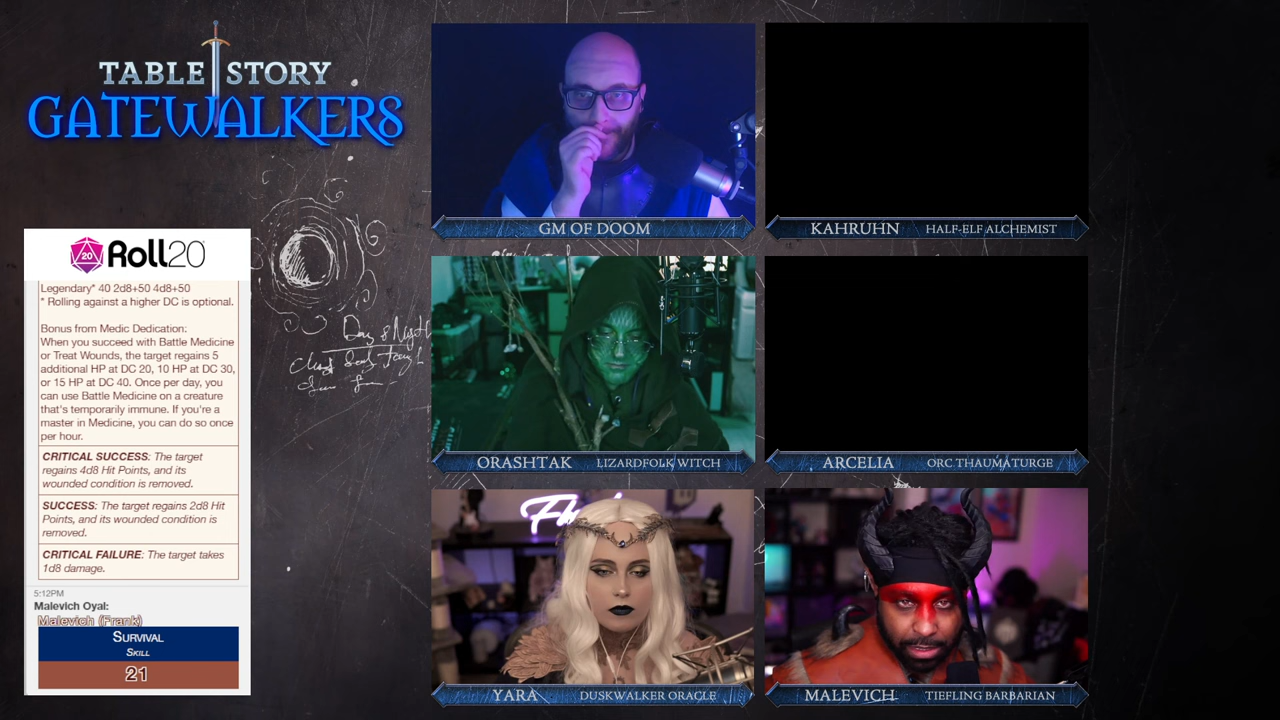 TABLE STORY
GATEWALKERS
Roll20
20
Legendary* 40 2d8+50 4d8+50
* Rolling against a higher DC is optional.
Bonus from Medic Dedication:
When you succeed with Battle Medicine
or Treat Wounds, the target regains 5
additional HP at DC 20, 10 HP at DC 30,
or 15 HP at DC 40. Once per day, you
can use Battle Medicine on a creature
that's temporarily immune. If you're a
master in Medicine, you can do so once
per hour.
CRITICAL SUCCESS: The target
regains 4d8 Hit Points, and its
wounded condition is removed.
SUCCESS: The target regains 2d8 Hit
Points, and its wounded condition is
removed.
CRITICAL FAILURE: The target takes
1d8 damage.
5:12PM
Malevich Oyal:
Malevich (Frank)
SURVIVAL
SKILL
21
Day & Night
GM OF DOOM
KAHRUHN HALF-ELF ALCHEMIST
ORASHTAK LIZARDFOLK WITCH
ARCELIA ORC THAUMATURGE
YARA DUSKWALKER ORACLE
MALEVICH TIEFLING BARBARIAN